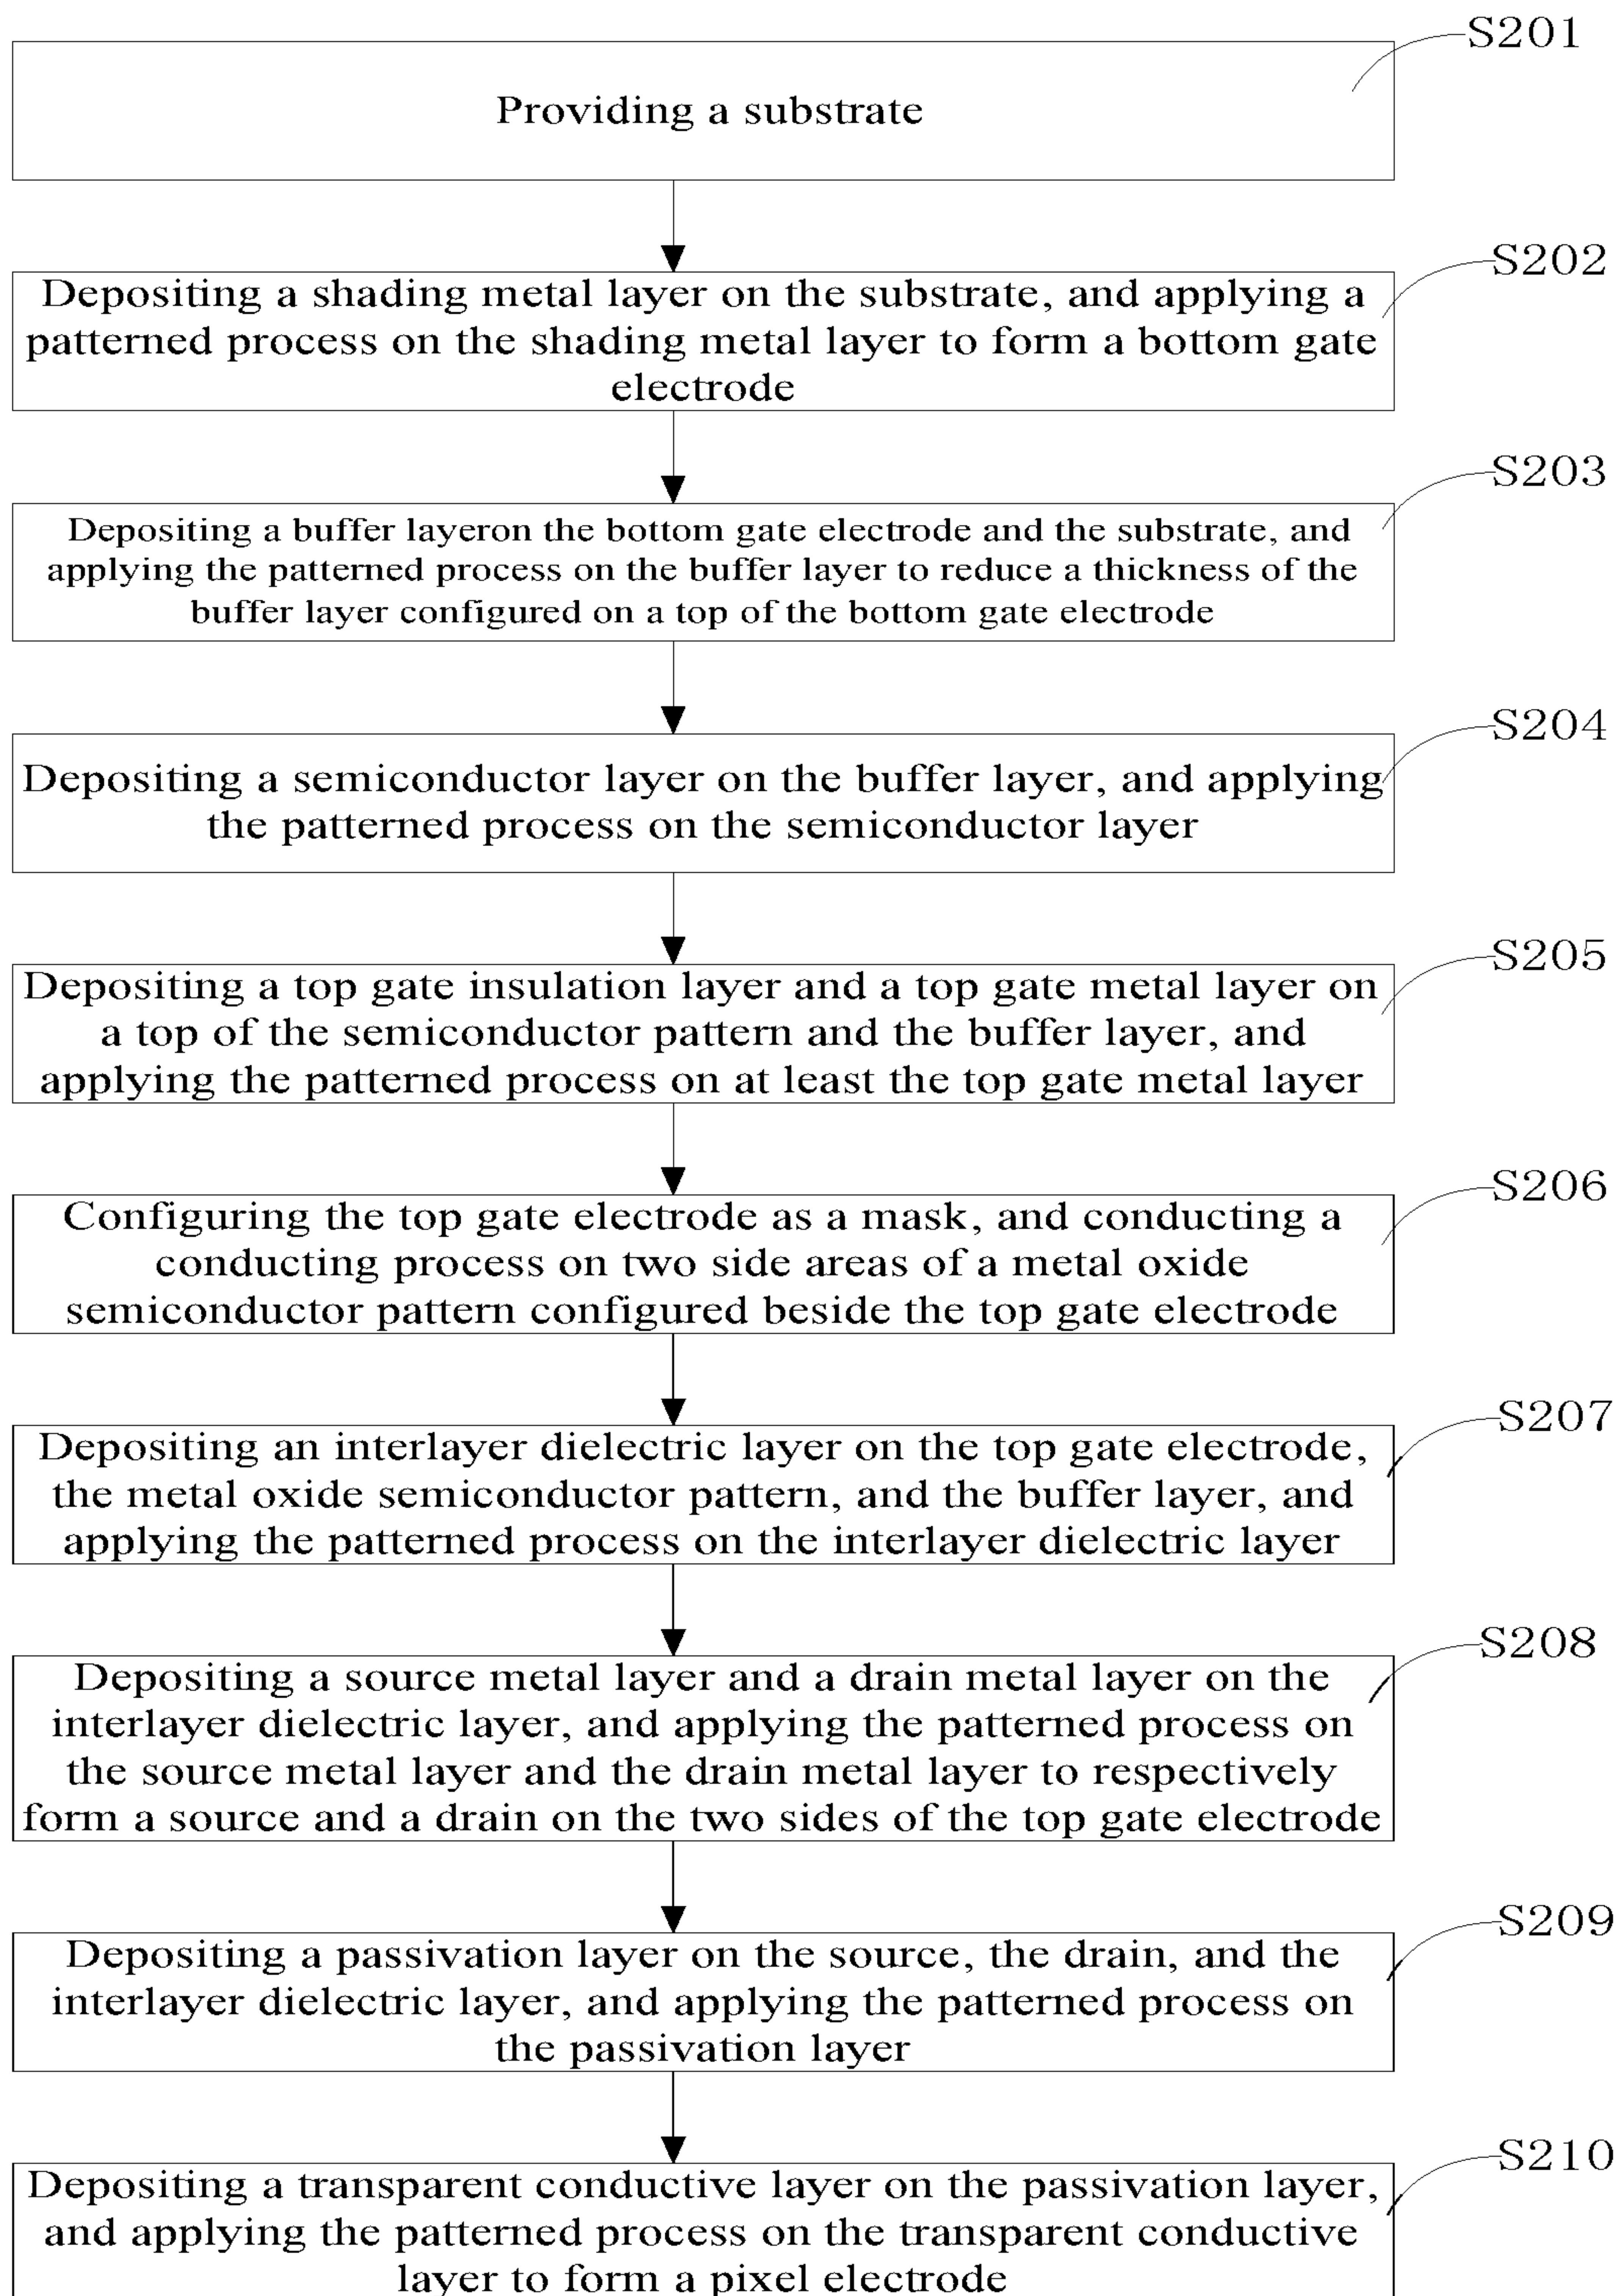 S201
Providing a substrate
S202
Depositing a shading metal layer on the substrate, and applying a
patterned process on the shading metal layer to form a bottom gate
electrode
S203
Depositing a buffer layeron the bottom gate electrode and the substrate, and
applying the patterned process on the buffer layer to reduce a thickness of the
buffer layer configured on a top of the bottom gate electrode
S204
Depositing a semiconductor layer on the buffer layer, and applying
the patterned process on the semiconductor layer
S205
Depositing a top gate insulation layer and a top gate metal layer on
a top of the semiconductor pattern and the buffer layer, and
applying the patterned process on at least the top gate metal layer
S206
Configuring the top gate electrode as a mask, and conducting a
conducting process on two side areas of a metal oxide
semiconductor pattern configured beside the top gate electrode
S207
Depositing an interlayer dielectric layer on the top gate electrode,
the metal oxide semiconductor pattern, and the buffer layer, and
applying the patterned process on the interlayer dielectric layer
S208
Depositing a source metal layer and a drain metal layer on the
interlayer dielectric layer, and applying the patterned process on
the source metal layer and the drain metal layer to respectively
form a source and a drain on the two sides of the top gate electrode
S209
Depositing a passivation layer on the source, the drain, and the
interlayer dielectric layer, and applying the patterned process on
the passivation layer
S210
Depositing a transparent conductive layer on the passivation layer,
and applying the patterned process on the transparent conductive
layer to form a pixel electrode